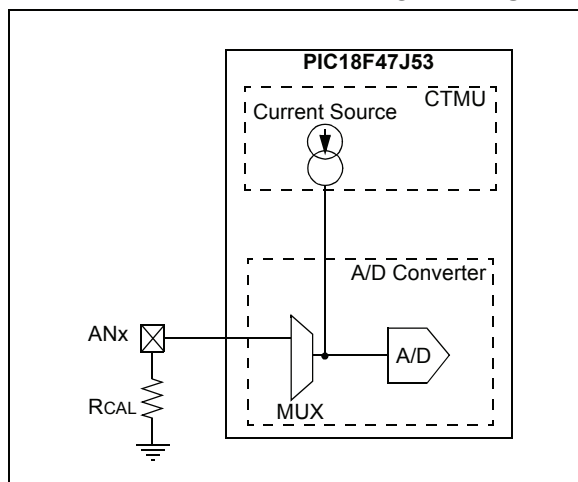 PIC18F47J53
CTMU
Current Source
A/D Converter
ANx
A/D
RCAL
MUX